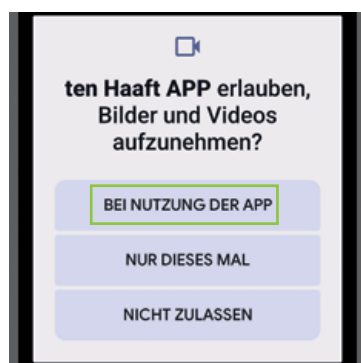 ten Haaft APP erlauben,
Bilder und Videos
aufzunehmen?
BEI NUTZUNG DER APP
NUR DIESES MAL
NICHT ZULASSEN